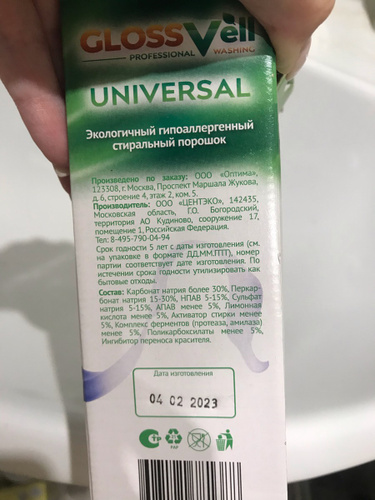 GLOSSVell
PROFESSIONAL WASHING
UNIVERSAL
Экологичный гипоаллергенный
стиральный порошок
Произведено по заказу: ООО «Оптима»,
123308, г. Москва, Проспект Маршала Жукова,
д. 6, строение 4, этаж 2, ком. 5.
Производитель: ООО «ЦЕНТЭКО», 142435,
Московская область, Г.О. Богородский,
территория АО Кудиново, сооружение 17,
помещение 1, Российская Федерация.
Тел: 8-495-790-04-94
Срок годности 5 лет с даты изготовления (см.
на упаковке в формате ДД.ММ.ГГГГ), номер
партии соответствует дате изготовления. По
истечении срока годности утилизировать как
бытовые отходы.
Состав: Карбонат натрия более 30%, Перкар-
бонат натрия 15-30%, НПАВ 5-15%, Сульфат
натрия 5-15%, АПАВ менее 5%, Лимонная
кислота менее 5%, Активатор стирки менее
5%, Комплекс ферментов (протеаза, амилаза)
менее 5%, Поликарбоксилаты менее 5%,
Ингибитор переноса красителя.
Дата изготовления
04 02 2023